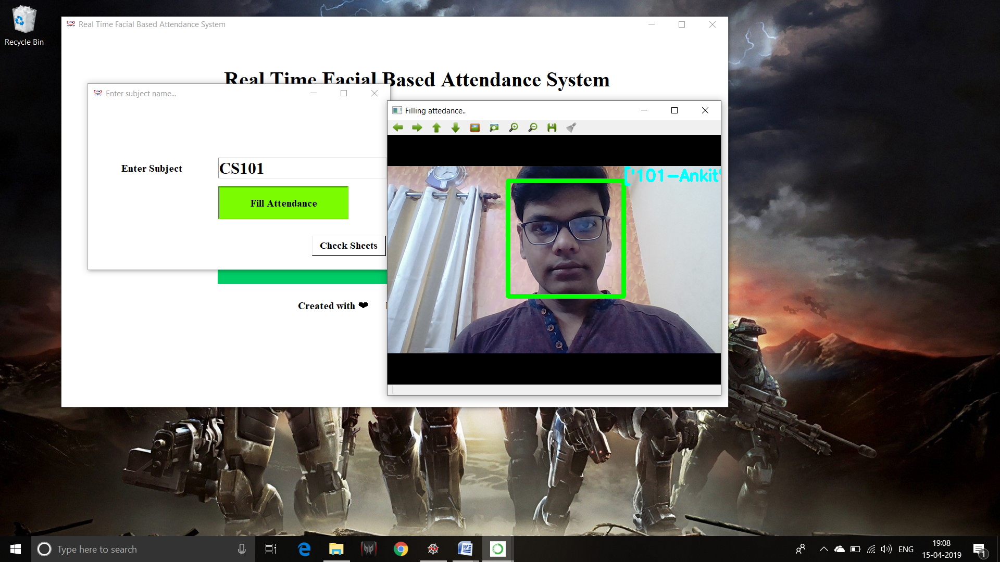 Recycle Bin
Real Time Facial Based Attendance System
Real Time Facial Based Attendance System
Enter subject name...
Filling attedance..
['101-Ankit'
Enter Subject
CS101
Fill Attendance
Check Sheets
Created with ❤
Type here to search
ENG
19:08
15-04-2019
1